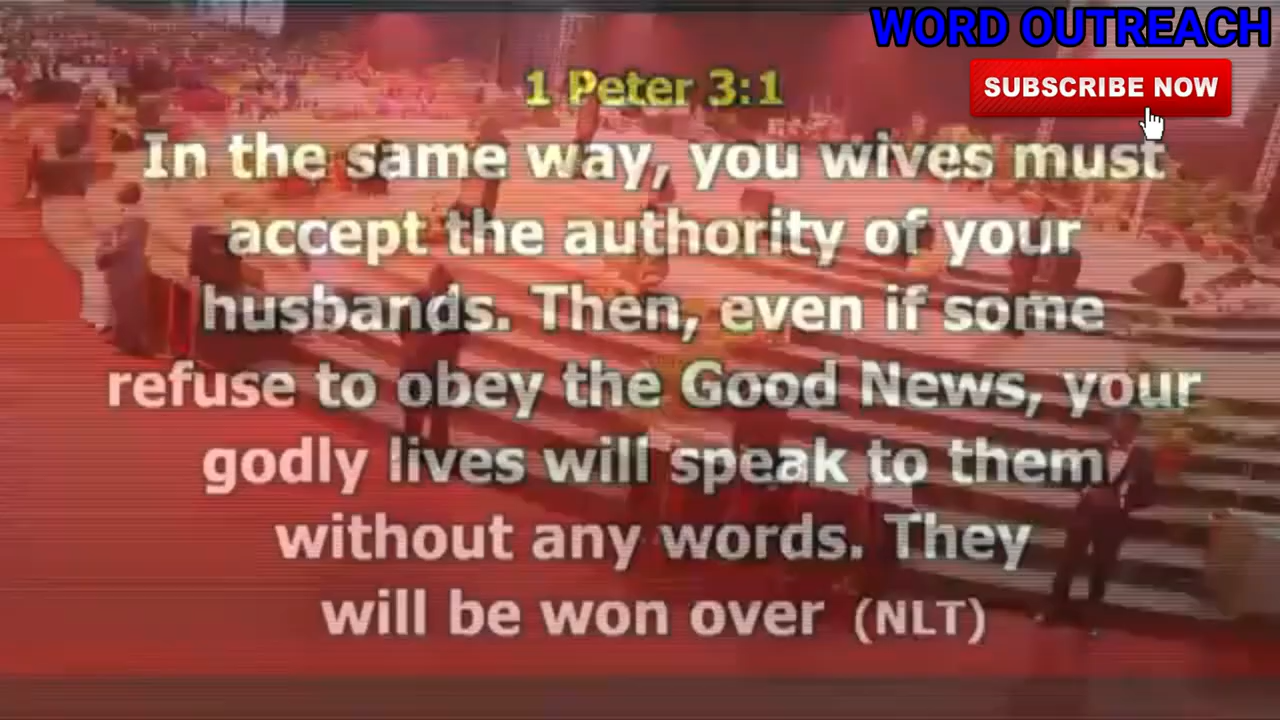 WORD OUTREACH
SUBSCRIBE NOW
1 Peter 3:1
In the same way, you wives must
accept the authority of your
husbands. Then, even if some
refuse to obey the Good News, your
godly lives will speak to them
without any words. They
will be won over (NLT)